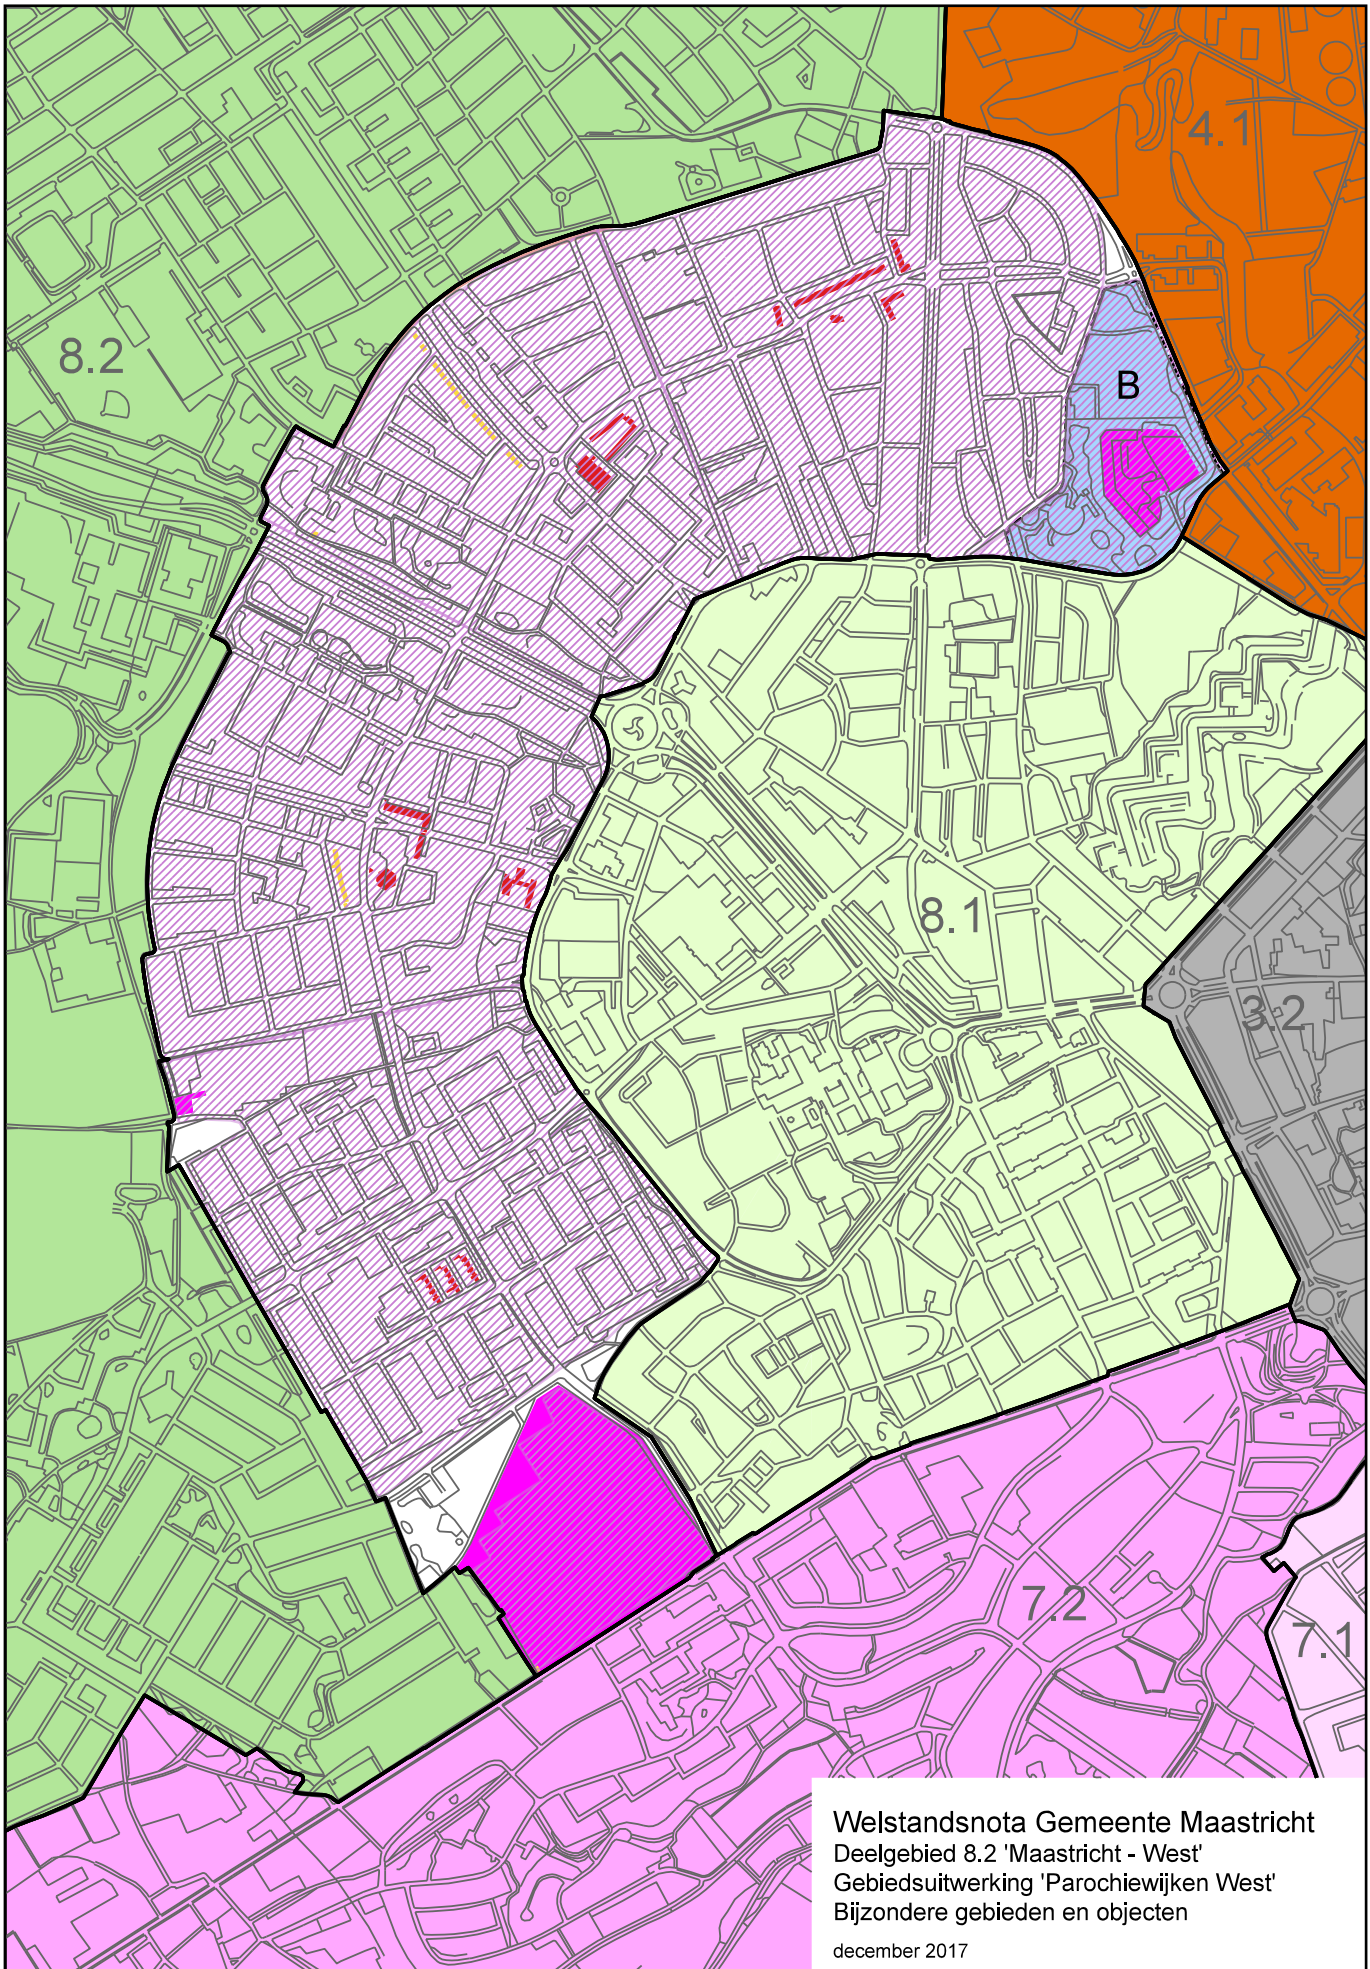 4.1
8.2
B
8.1
3.2
7.2
7.1
Welstandsnota Gemeente Maastricht
Deelgebied 8.2 'Maastricht - West'
Gebiedsuitwerking 'Parochiewijken West'
Bijzondere gebieden en objecten
december 2017